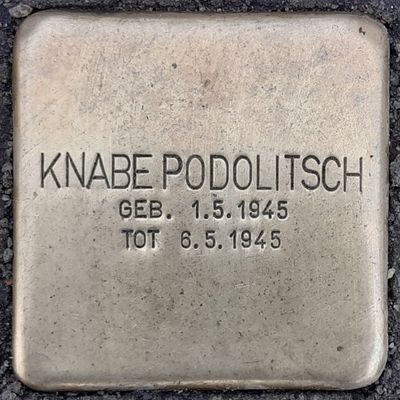 KNABE PODOLITSCH
GEB. 1.5.1945
TOT 6.5.1945